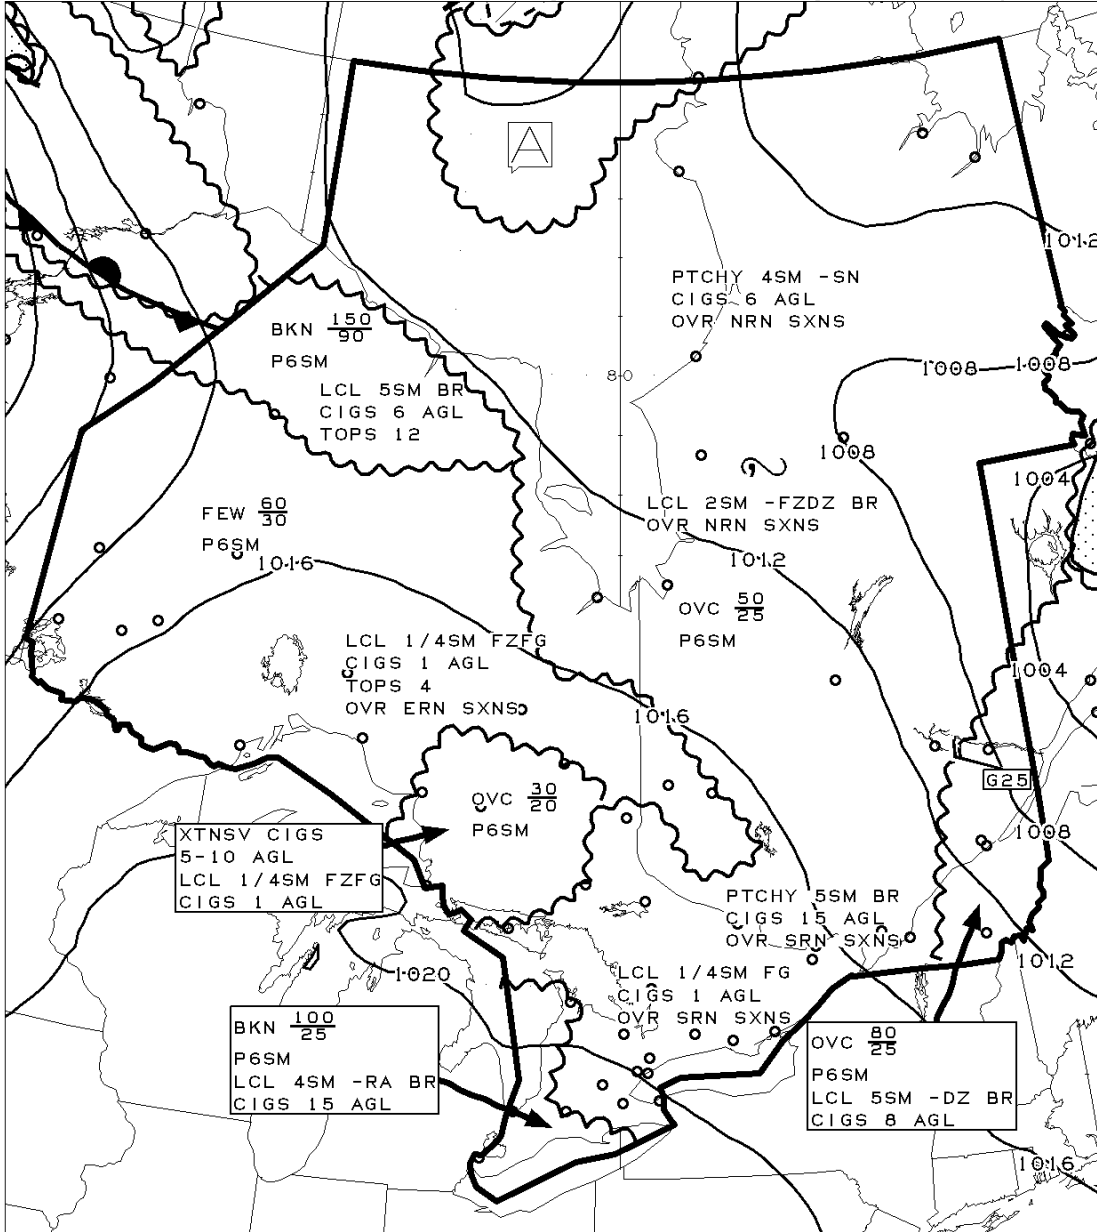 A
1012
PTCHY 4SM -SN
CIGS 6 AGL
OVR NRN SXNS
BKN 150
90
P6SM
LCL 5SM BR
CIGS 6 AGL
TOPS 12
80
1008
1008
1008
1004
LCL 2SM -FZDZ BR
OVR NRN SXNS
FEW 60
30
P6SM
1016
1012
OVC 50
25
P6SM
LCL 1/4SM FZFG
CIGS 1 AGL
TOPS 4
OVR ERN SXNS
1004
1016
G25
OVC 30
20
P6SM
1008
XTNSV CIGS
5-10 AGL
LCL 1/4SM FZFG
CIGS 1 AGL
PTCHY 5SM BR
CIGS 15 AGL
OVR SRN SXNS
1020
1012
LCL 1/4SM FG
CIGS 1 AGL
OVR SRN SXNS
BKN 100
25
P6SM
LCL 4SM -RA BR
CIGS 15 AGL
OVC 80
25
P6SM
LCL 5SM -DZ BR
CIGS 8 AGL
1016